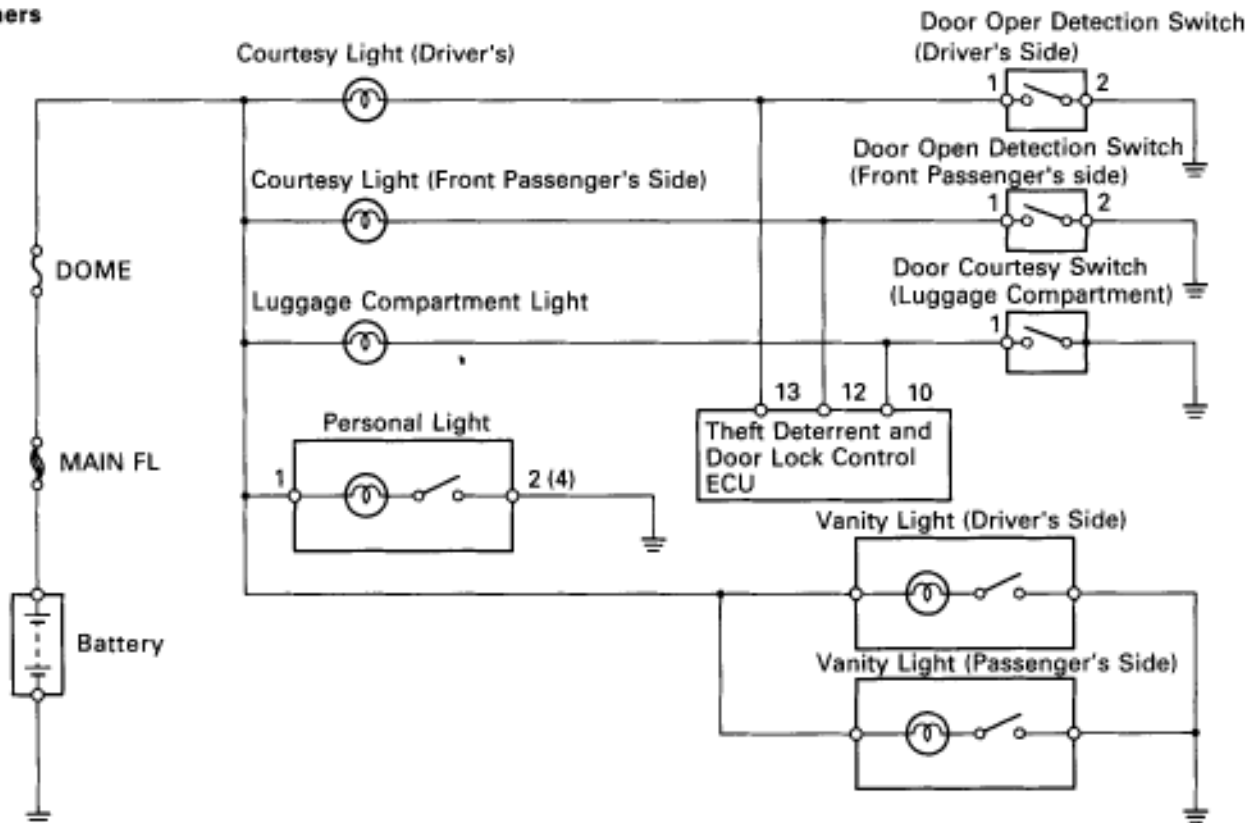 Door Oper Detection Switch
(Driver's Side)
Courtesy Light (Driver's)
1
2
Door Open Detection Switch
(Front Passenger's side)
Courtesy Light (Front Passenger's Side)
1
2
Door Courtesy Switch
(Luggage Compartment)
DOME
Luggage Compartment Light
1
13
12
10
Personal Light
Theft Deterrent and
Door Lock Control
ECU
MAIN FL
1
2 (4)
Vanity Light (Driver's Side)
Battery
Vanity Light (Passenger's Side)